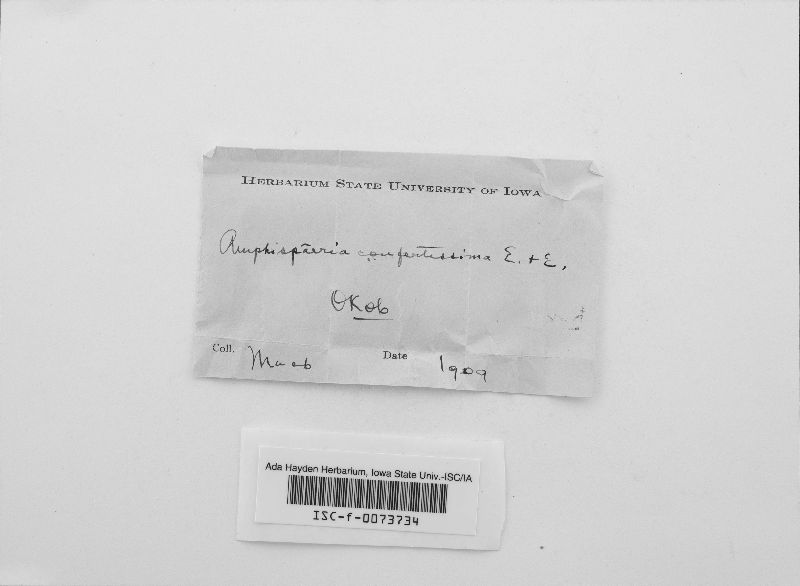 HERBARIUM STATE UNIVERSITY OF IOWA
Amphispaeria confertissima E. + E.
Okob
Coll. Macb Date 1909
Ada Hayden Herbarium, Iowa State Univ.-ISC/IA
ISC-f-0073734